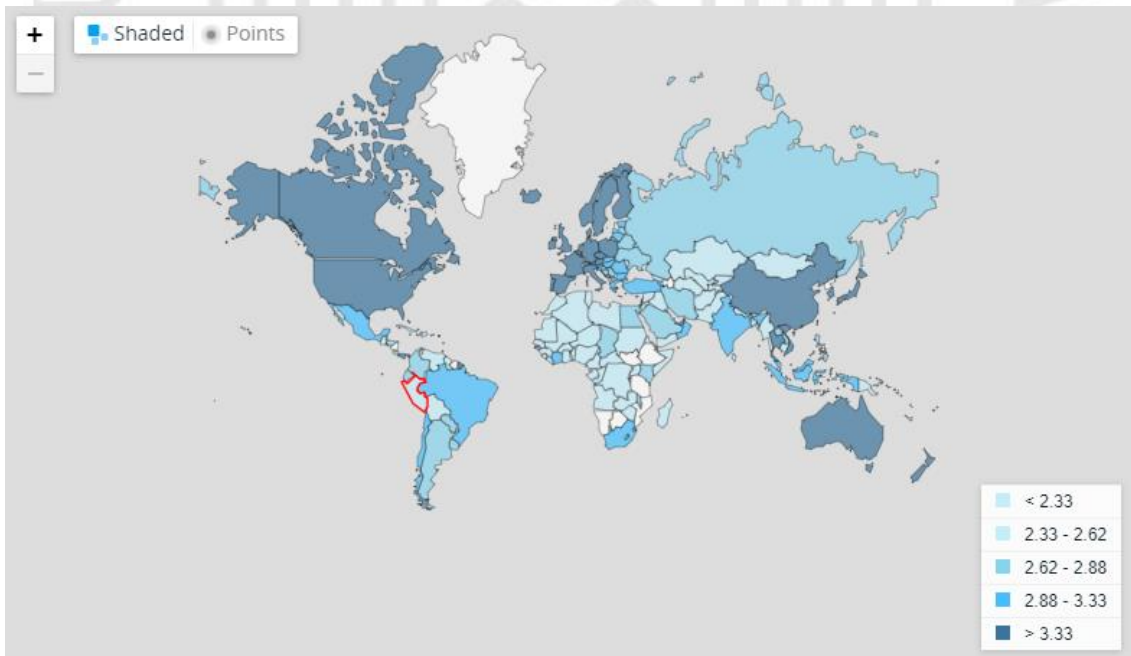 +
Shaded
Points
−
< 2.33
2.33 - 2.62
2.62 - 2.88
2.88 - 3.33
> 3.33